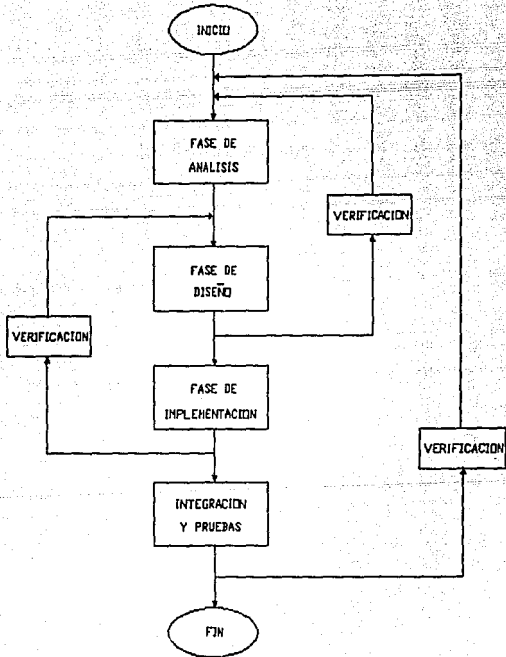 INICIO
FASE DE
ANALISIS
VERIFICACION
FASE DE
DISEÑO
VERIFICACION
FASE DE
IMPLEMENTACION
VERIFICACION
INTEGRACION
Y PRUEBAS
FIN